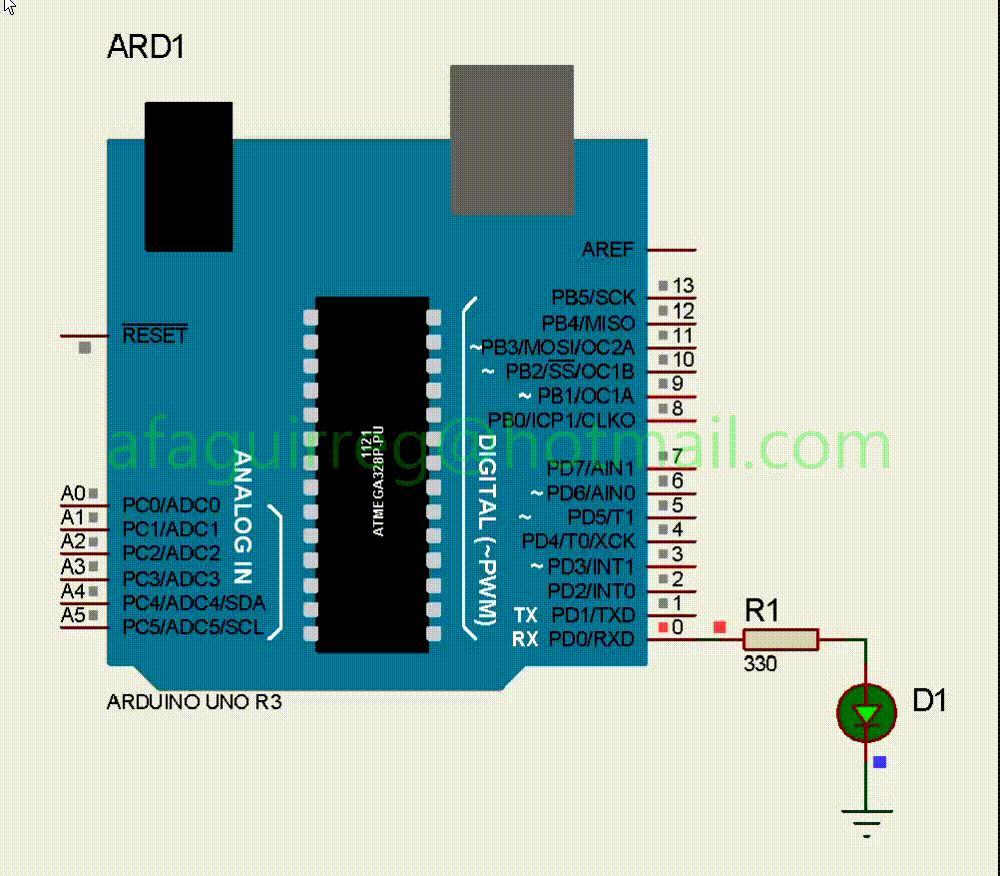 ARD1
AREF
PB5/SCK 13
PB4/MISO 12
RESET
~PB3/MOSI/OC2A 11
~ PB2/SS/OC1B 10
~ PB1/OC1A 9
PB0/ICP1/CLKO 8
afaguirreg@hotmail.com
PD7/AIN1 7
~ PD6/AIN0 6
~ PD5/T1 5
PD4/T0/XCK 4
~ PD3/INT1 3
PD2/INT0 2
TX PD1/TXD 1
RX PD0/RXD 0
DIGITAL (~PWM)
1121
ATMEGA328P-PU
ANALOG IN
A0 PC0/ADC0
A1 PC1/ADC1
A2 PC2/ADC2
A3 PC3/ADC3
A4 PC4/ADC4/SDA
A5 PC5/ADC5/SCL
ARDUINO UNO R3
R1
330
D1